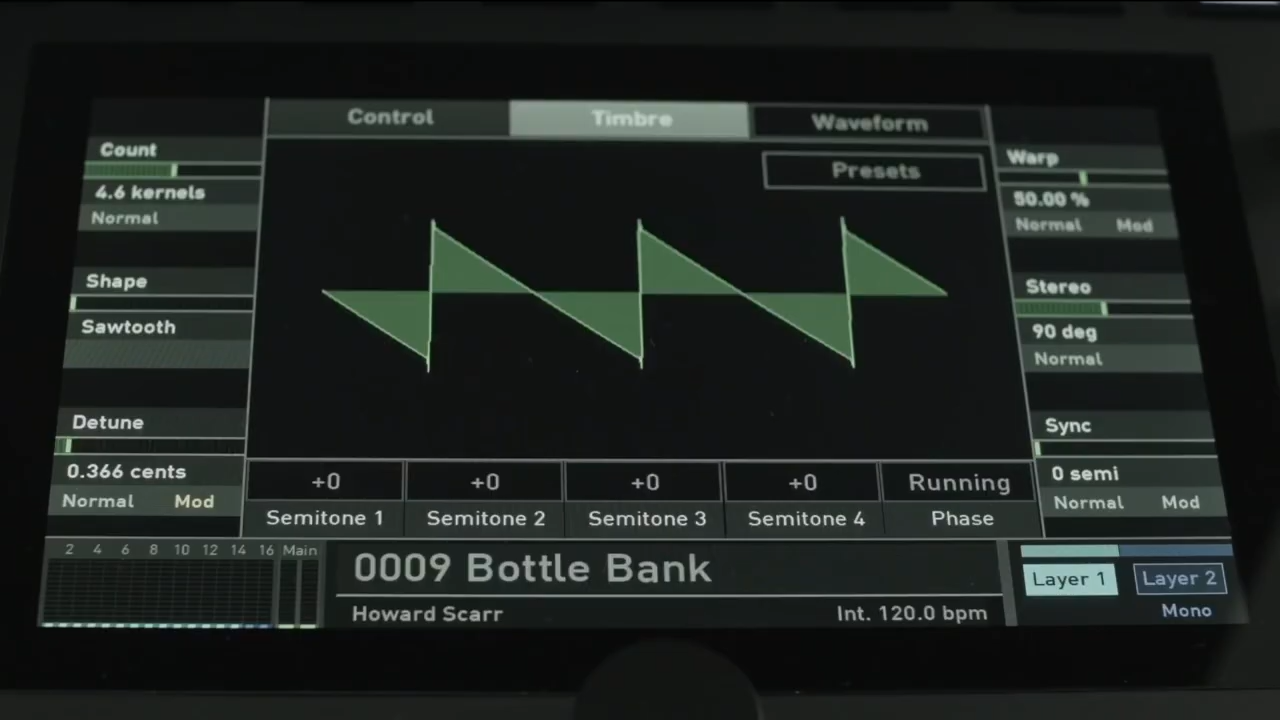 Control Timbre Waveform
Presets
Count
4.6 kernels
Normal
Shape
Sawtooth
Detune
0.366 cents
Normal Mod
Warp
50.00 %
Normal Mod
Stereo
90 deg
Normal
Sync
0 semi
Normal Mod
+0 +0 +0 +0 Running
Semitone 1 Semitone 2 Semitone 3 Semitone 4 Phase
2 4 6 8 10 12 14 16 Main
0009 Bottle Bank
Howard Scarr Int. 120.0 bpm
Layer 1 Layer 2
Mono